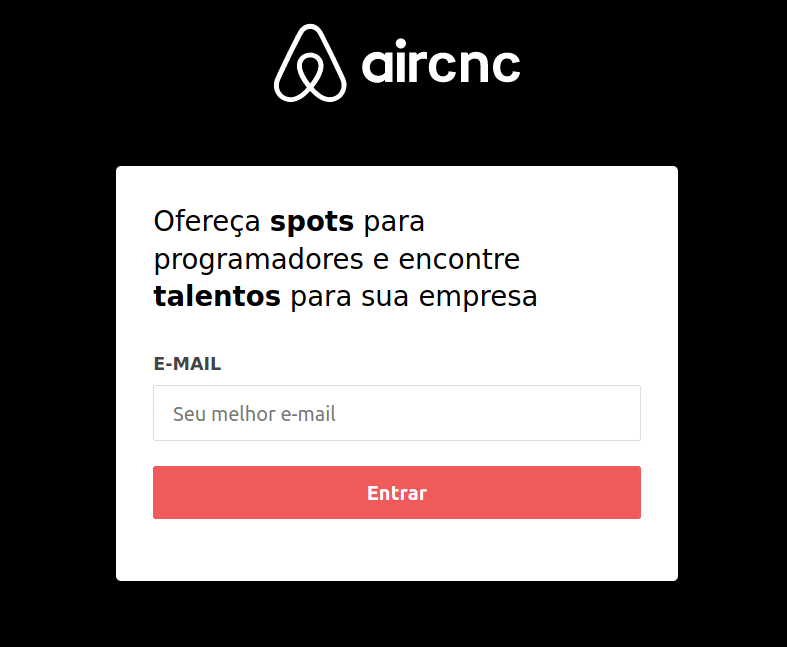 aircnc
Ofereça spots para
programadores e encontre
talentos para sua empresa
E-MAIL
Seu melhor e-mail
Entrar